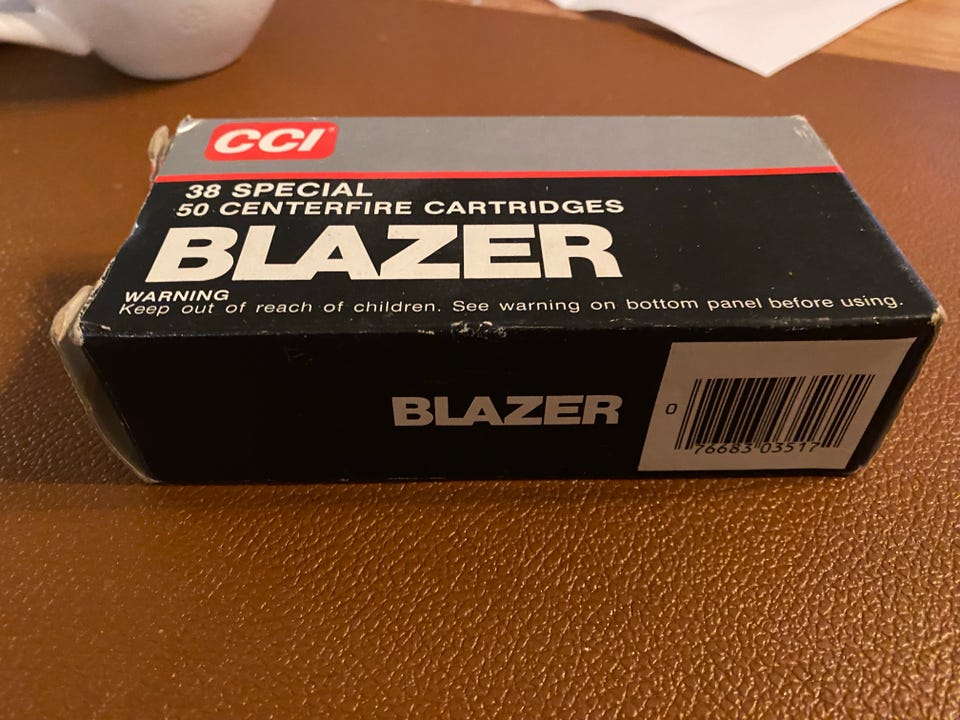 CCI
38 SPECIAL
50 CENTERFIRE CARTRIDGES
BLAZER
WARNING
Keep out of reach of children. See warning on bottom panel before using.
BLAZER
0
76683 03517